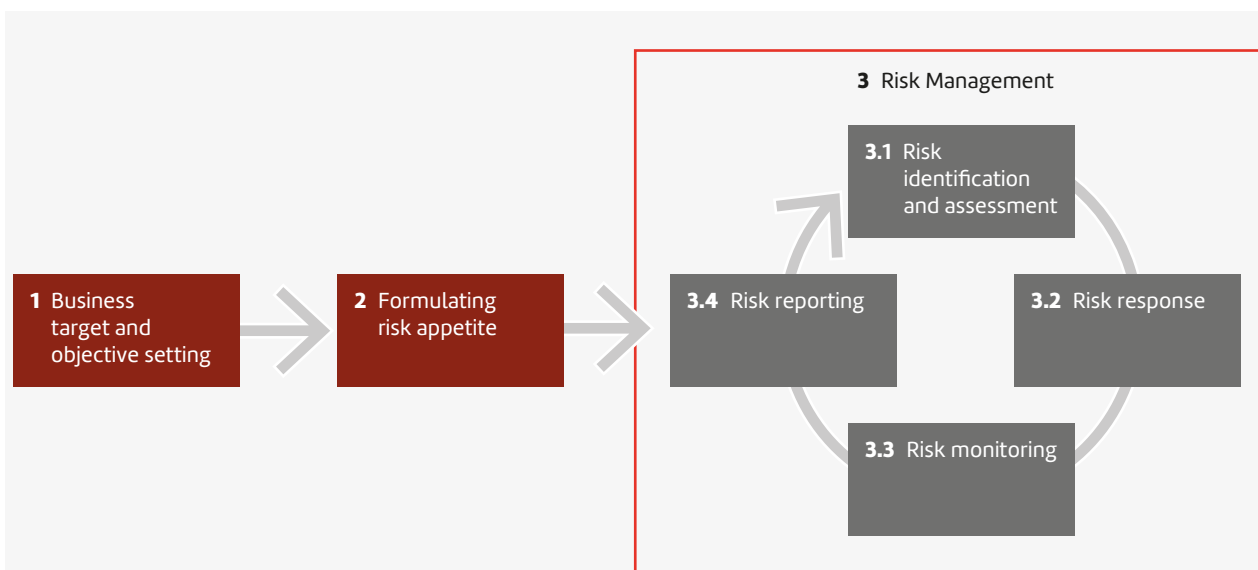 3 Risk Management
3.1 Risk
identification
and assessment
1 Business
target and
objective setting
2 Formulating
risk appetite
3.4 Risk reporting
3.2 Risk response
3.3 Risk monitoring